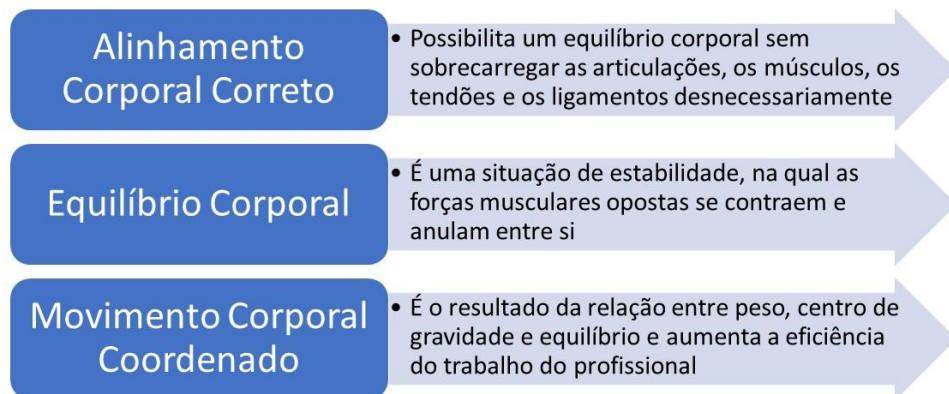 Alinhamento
Corporal Correto
• Possibilita um equilíbrio corporal sem
sobrecarregar as articulações, os músculos, os
tendões e os ligamentos desnecessariamente
Equilíbrio Corporal
• É uma situação de estabilidade, na qual as
forças musculares opostas se contraem e
anulam entre si
Movimento Corporal
Coordenado
• É o resultado da relação entre peso, centro de
gravidade e equilíbrio e aumenta a eficiência
do trabalho do profissional